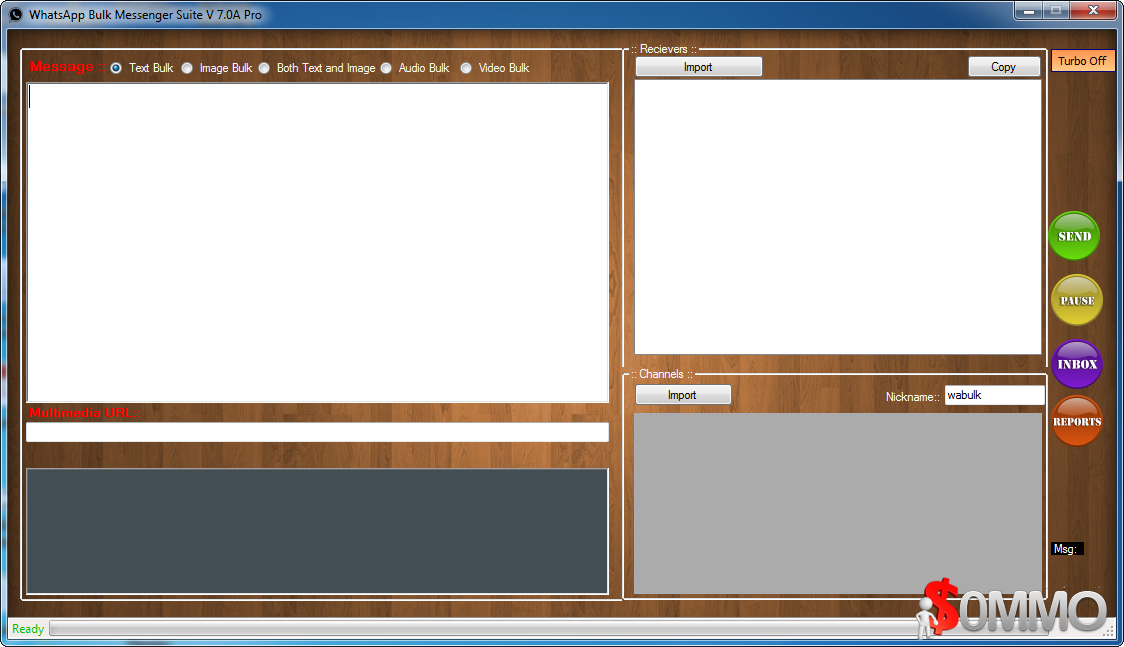 WhatsApp Bulk Messenger Suite V 7.0A Pro
Message :: Text Bulk Image Bulk Both Text and Image Audio Bulk Video Bulk
:: Recievers ::
Import Copy
Turbo Off
SEND
PAUSE
INBOX
REPORTS
:: Channels ::
Import Nickname:: wabulk
Multimedia URL:
Msg:
$0MMO
Ready